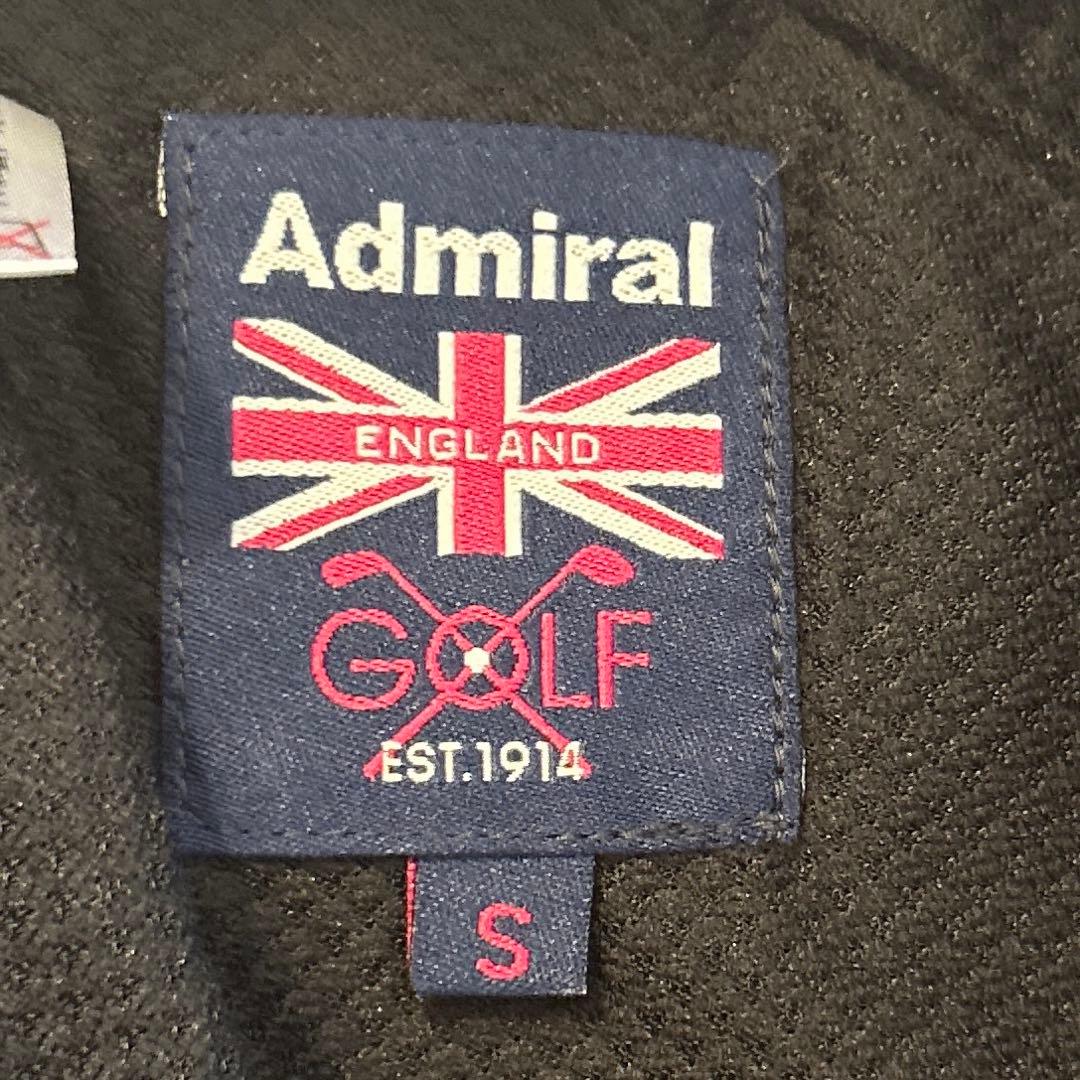 Admiral
ENGLAND
GOLF
EST.1914
S